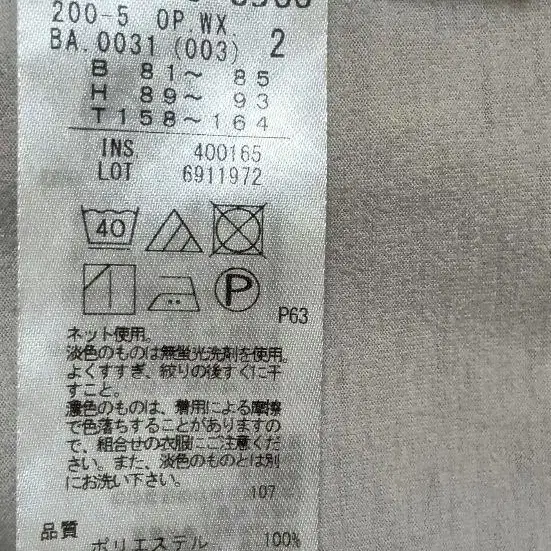 200-5 OP.WX.
BA.0031 (003) 2
B 81～ 85
H 89～ 93
T158～164
INS 400165
LOT 6911972
40
P
P63
ネット使用。
淡色のものは無蛍光洗剤を使用。
よくすすぎ、絞りの後すぐに干
すこと。
濃色のものは、着用による摩擦
で色落ちすることがありますの
で、組合せの衣服にご注意くだ
さい。また、淡色のものとは別
にお洗い下さい。
107
品質
ポリエステル 100%